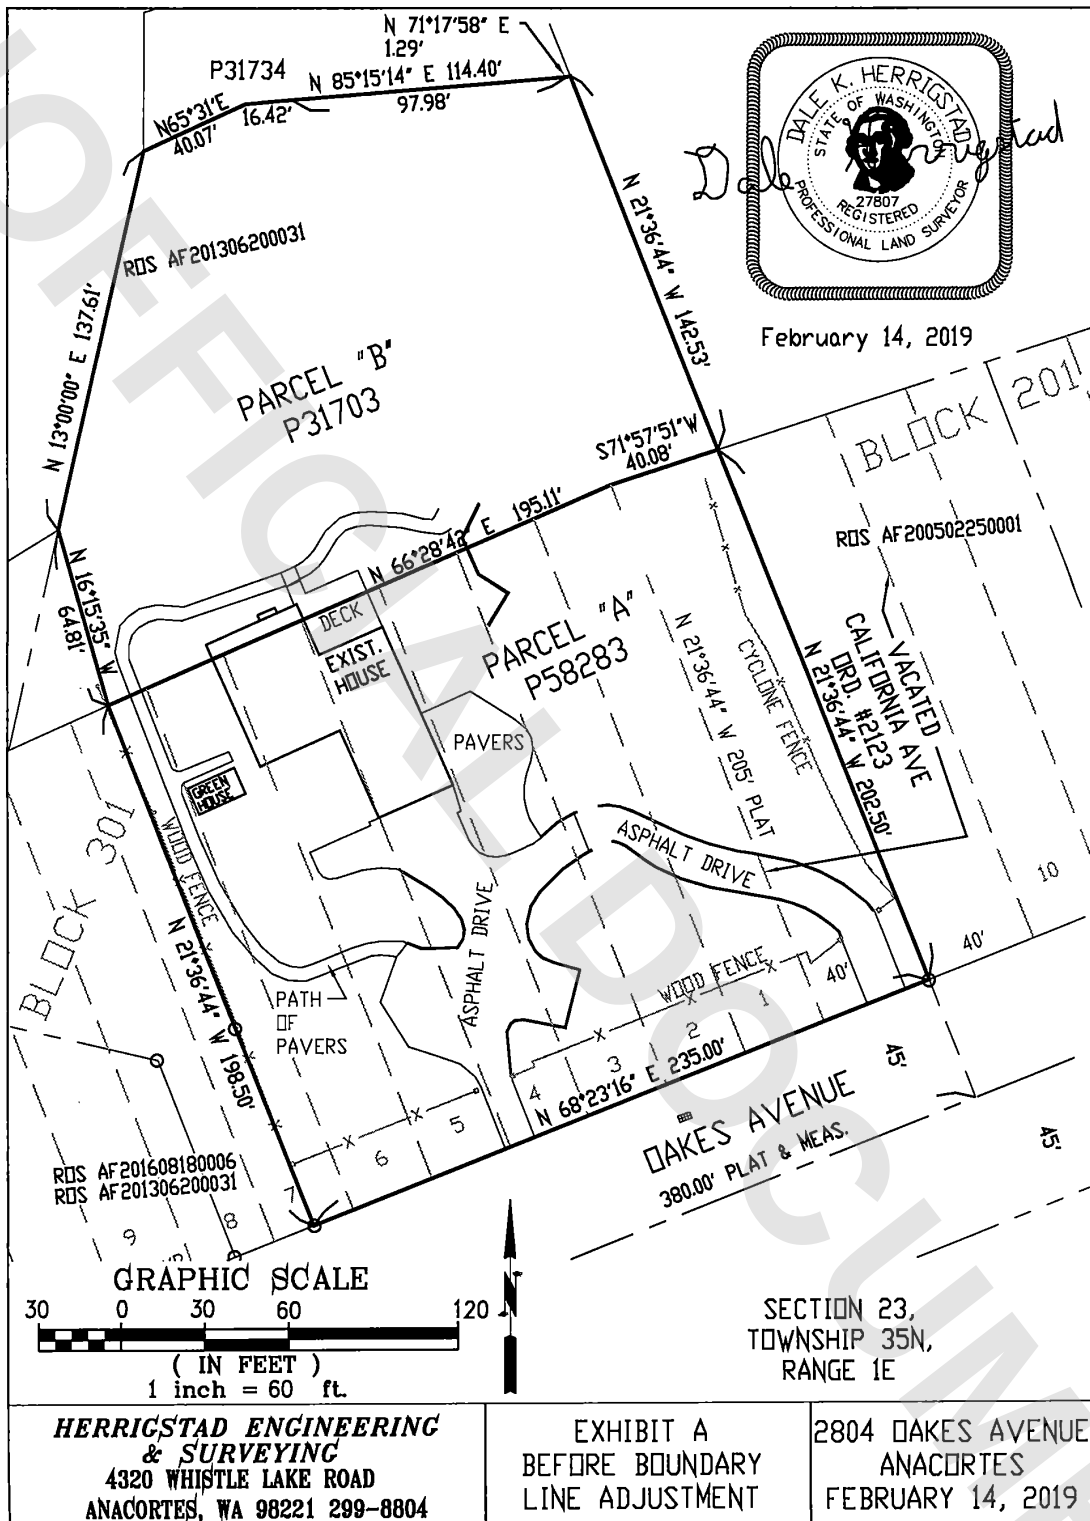 N 71°17'58" E
1.29'
P31734
N 85°15'14" E 114.40'
N65°31'E
40.07'
16.42'
97.98'
DALE K. HERRIGSTAD
STATE OF WASHINGTON
27807
REGISTERED
PROFESSIONAL LAND SURVEYOR
Dale
February 14, 2019
N 21°36'44" W 142.53'
ROS AF201306200031
N 13°00'00" E 137.61'
PARCEL "B"
P31703
S71°57'51"W
40.08'
BLOCK 201
N 66°28'42" E 195.11'
ROS AF200502250001
N 16°15'35" W
64.81'
DECK
EXIST.
HOUSE
PARCEL "A"
P58283
N 21°36'44" W 205' PLAT
CYCLONE FENCE
VACATED
CALIFORNIA AVE
ORD. #2123
N 21°36'44" W 202.50'
PAVERS
GREEN
HOUSE
BLOCK 301
WOOD FENCE
ASPHALT DRIVE
ASPHALT DRIVE
10
N 21°36'44" W 198.50'
PATH
OF
PAVERS
WOOD FENCE
40'
40'
1
2
3
4
5
6
7
8
9
N 68°23'16" E 235.00'
45'
45'
OAKES AVENUE
380.00' PLAT & MEAS.
ROS AF201608180006
ROS AF201306200031
GRAPHIC SCALE
30 0 30 60 120
( IN FEET )
1 inch = 60 ft.
SECTION 23,
TOWNSHIP 35N,
RANGE 1E
HERRIGSTAD ENGINEERING
& SURVEYING
4320 WHISTLE LAKE ROAD
ANACORTES, WA 98221 299-8804
EXHIBIT A
BEFORE BOUNDARY
LINE ADJUSTMENT
2804 OAKES AVENUE
ANACORTES
FEBRUARY 14, 2019
OFFICIAL DOCUM